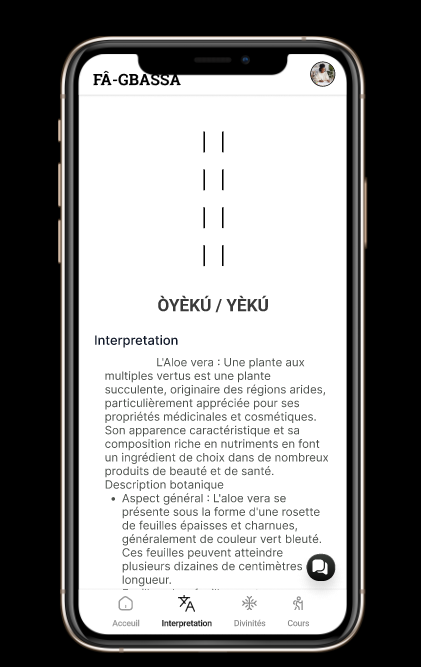 FÂ-GBASSA
ÒYÈKÚ / YÈKÚ
Interpretation
L'Aloe vera : Une plante aux
multiples vertus est une plante
succulente, originaire des régions arides,
particulièrement appréciée pour ses
propriétés médicinales et cosmétiques.
Son apparence caractéristique et sa
composition riche en nutriments en font
un ingrédient de choix dans de nombreux
produits de beauté et de santé.
Description botanique
• Aspect général : L'aloe vera se
présente sous la forme d'une rosette
de feuilles épaisses et charnues,
généralement de couleur vert bleuté.
Ces feuilles peuvent atteindre
plusieurs dizaines de centimètres
longueur.
Acceuil Interpretation Divinités Cours